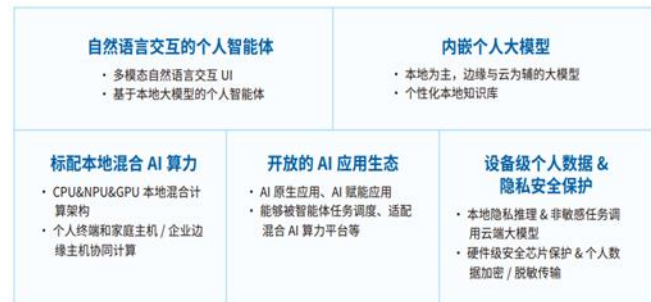 自然语言交互的个人智能体
· 多模态自然语言交互 UI
· 基于本地大模型的个人智能体
内嵌个人大模型
· 本地为主，边缘与云为辅的大模型
· 个性化本地知识库
标配本地混合 AI 算力
· CPU&NPU&GPU 本地混合计
算架构
· 个人终端和家庭主机 / 企业边
缘主机协同计算
开放的 AI 应用生态
· AI 原生应用、AI 赋能应用
· 能够被智能体任务调度、适配
混合 AI 算力平台等
设备级个人数据 &
隐私安全保护
· 本地隐私推理 & 非敏感任务调
用云端大模型
· 硬件级安全芯片保护 & 个人数
据加密 / 脱敏传输